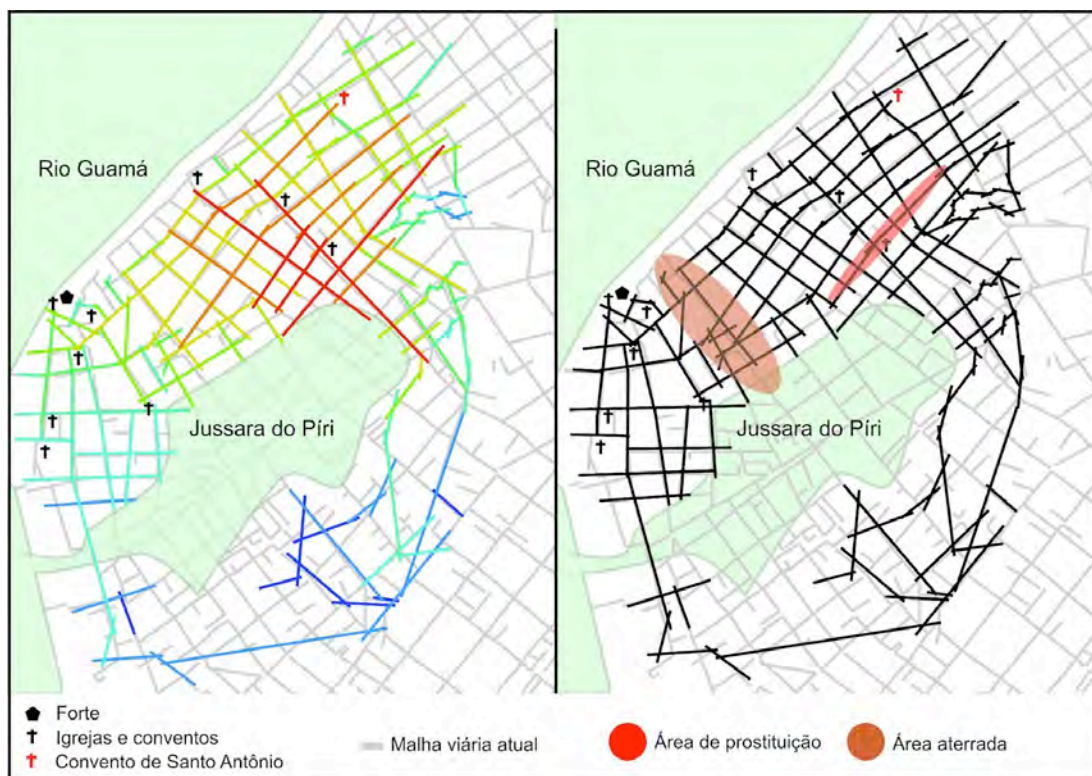 Rio Guamá
Jussara do Píri
Rio Guamá
Jussara do Píri
Forte
Igrejas e conventos
Convento de Santo Antônio
Malha viária atual
Área de prostituição
Área aterrada